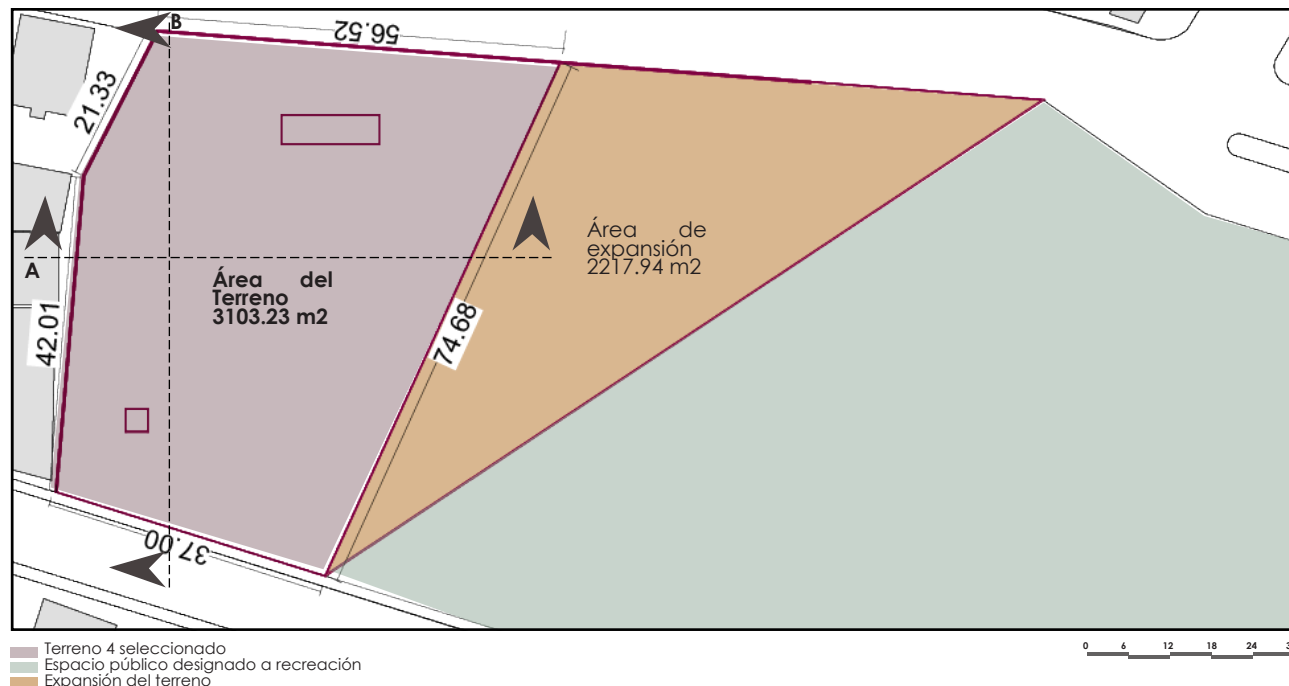 B
56.52
21.33
Área de
expansión
2217.94 m2
A
Área del
Terreno
3103.23 m2
42.01
74.68
37.00
Terreno 4 seleccionado
Espacio público designado a recreación
Expansión del terreno
0 6 12 18 24